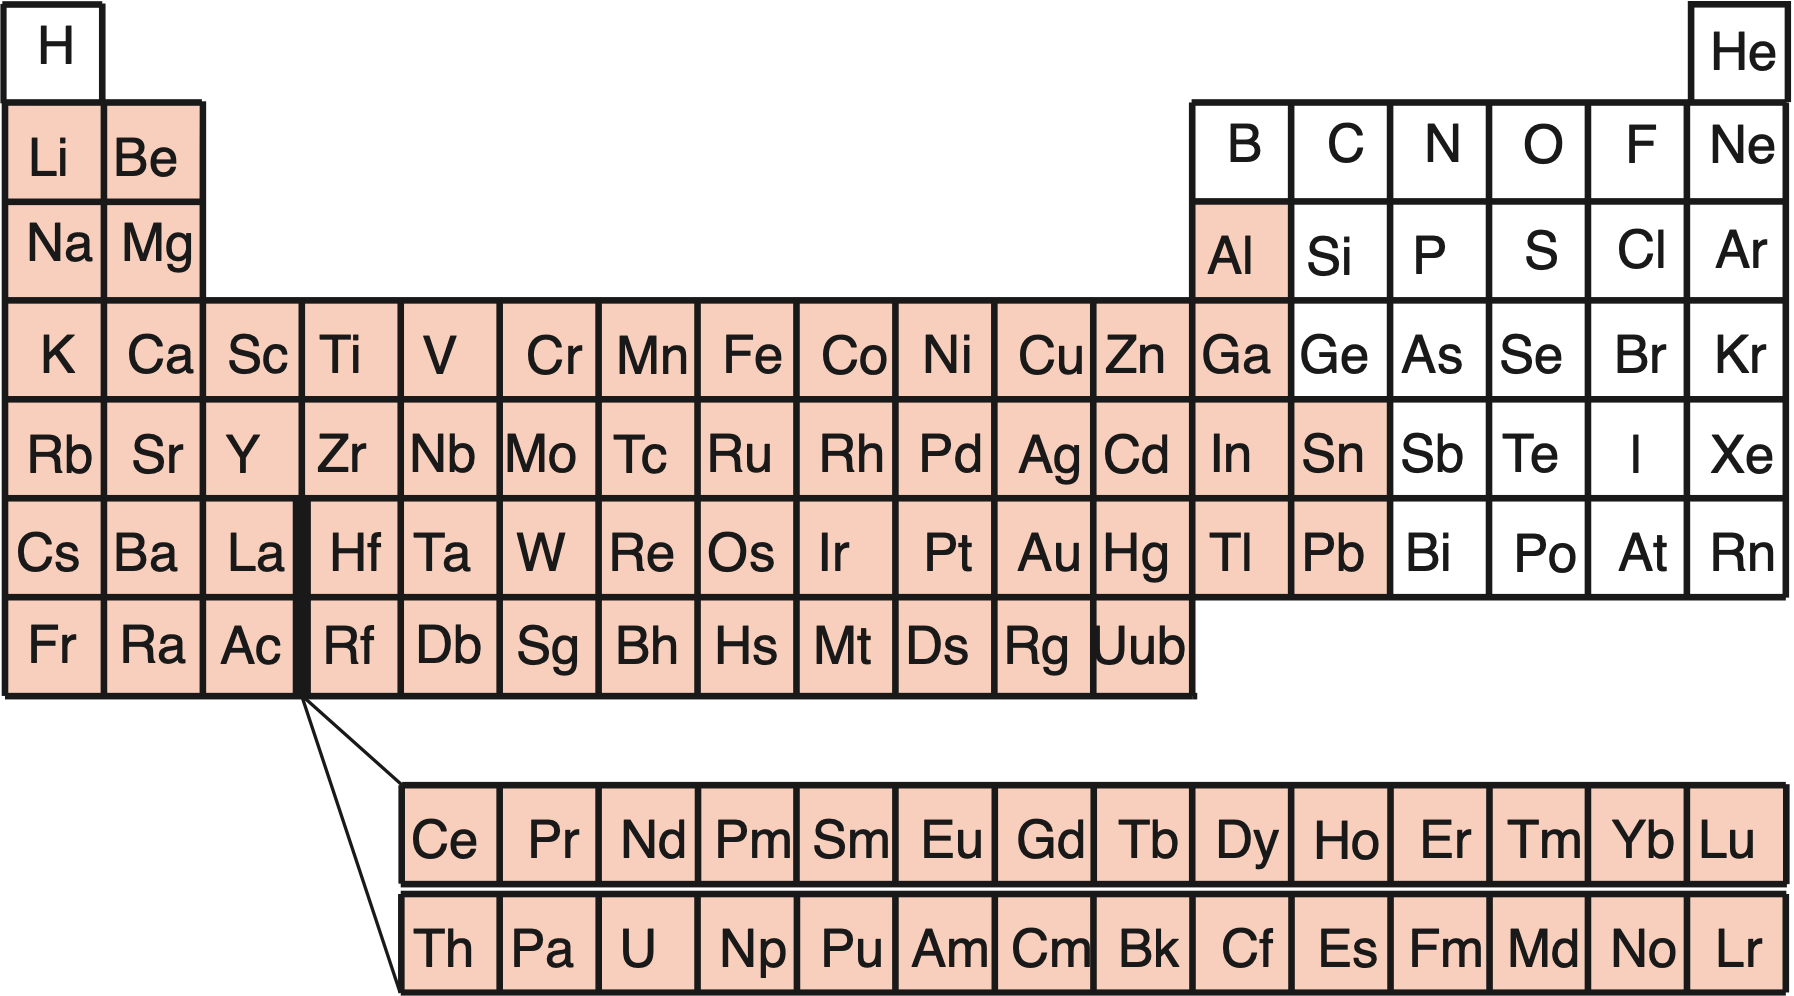 H He
Li Be B C N O F Ne
Na Mg Al Si P S Cl Ar
K Ca Sc Ti V Cr Mn Fe Co Ni Cu Zn Ga Ge As Se Br Kr
Rb Sr Y Zr Nb Mo Tc Ru Rh Pd Ag Cd In Sn Sb Te I Xe
Cs Ba La Hf Ta W Re Os Ir Pt Au Hg Tl Pb Bi Po At Rn
Fr Ra Ac Rf Db Sg Bh Hs Mt Ds Rg Uub
Ce Pr Nd Pm Sm Eu Gd Tb Dy Ho Er Tm Yb Lu
Th Pa U Np Pu Am Cm Bk Cf Es Fm Md No Lr